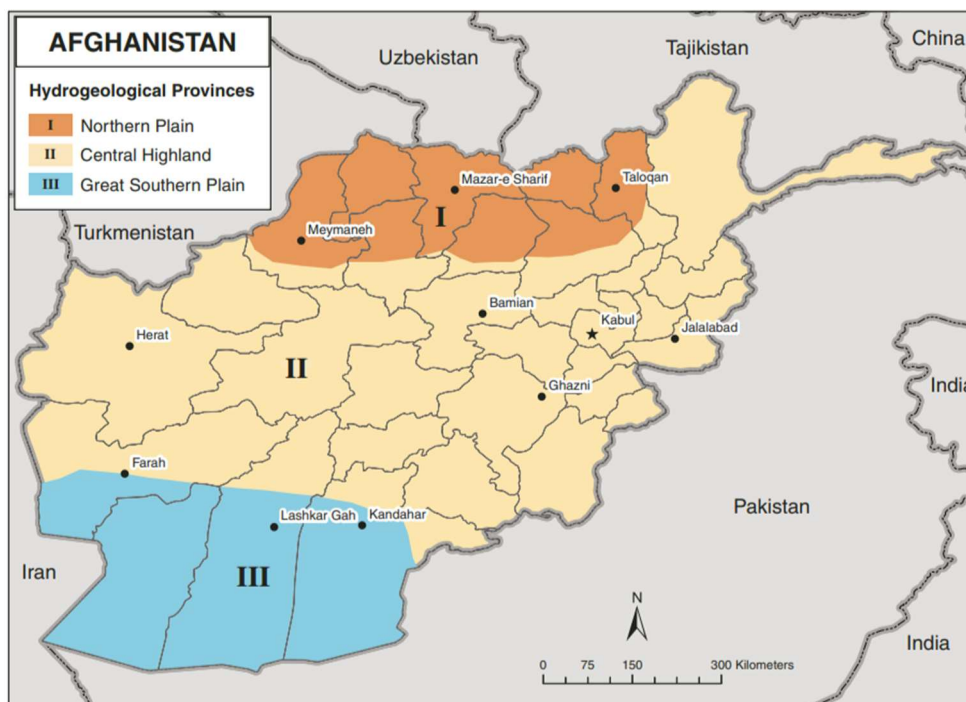 AFGHANISTAN
Hydrogeological Provinces
I Northern Plain
II Central Highland
III Great Southern Plain
Uzbekistan
Tajikistan
China
Turkmenistan
Mazar-e Sharif
Taloqan
I
Meymaneh
Bamian
Kabul
Jalalabad
Herat
II
Ghazni
India
Farah
Lashkar Gah
Kandahar
Pakistan
Iran
III
N
India
0 75 150 300 Kilometers